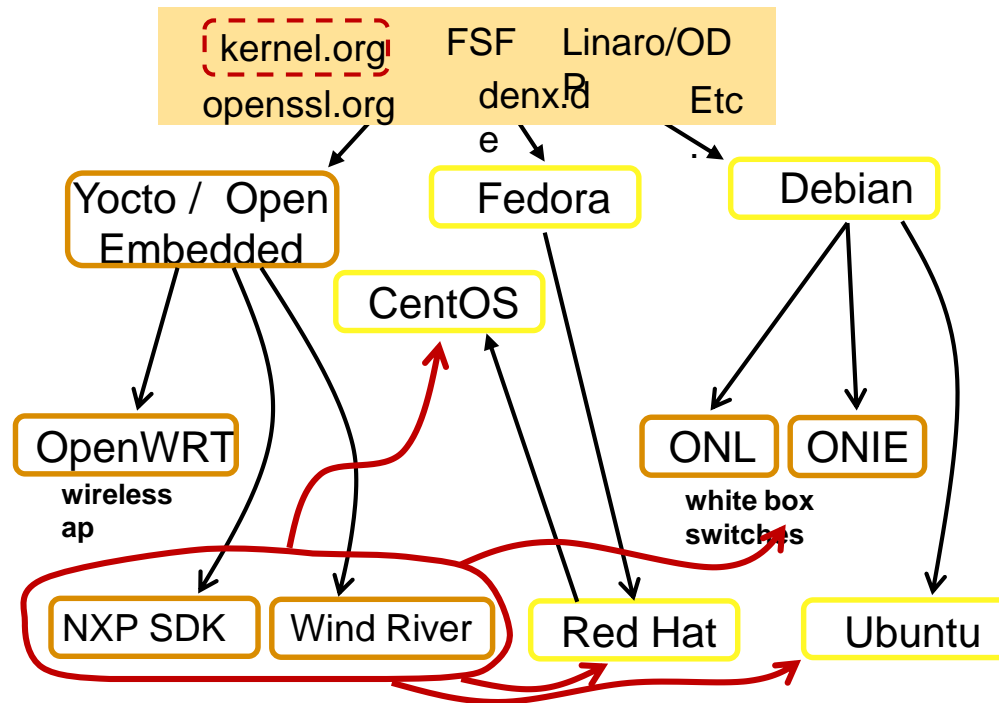 kernel.org FSF Linaro/OD
P
openssl.org denx.d
e
Etc
.
Yocto / Open
Embedded
Fedora
Debian
CentOS
OpenWRT
wireless
ap
ONL
ONIE
white box
switches
NXP SDK
Wind River
Red Hat
Ubuntu